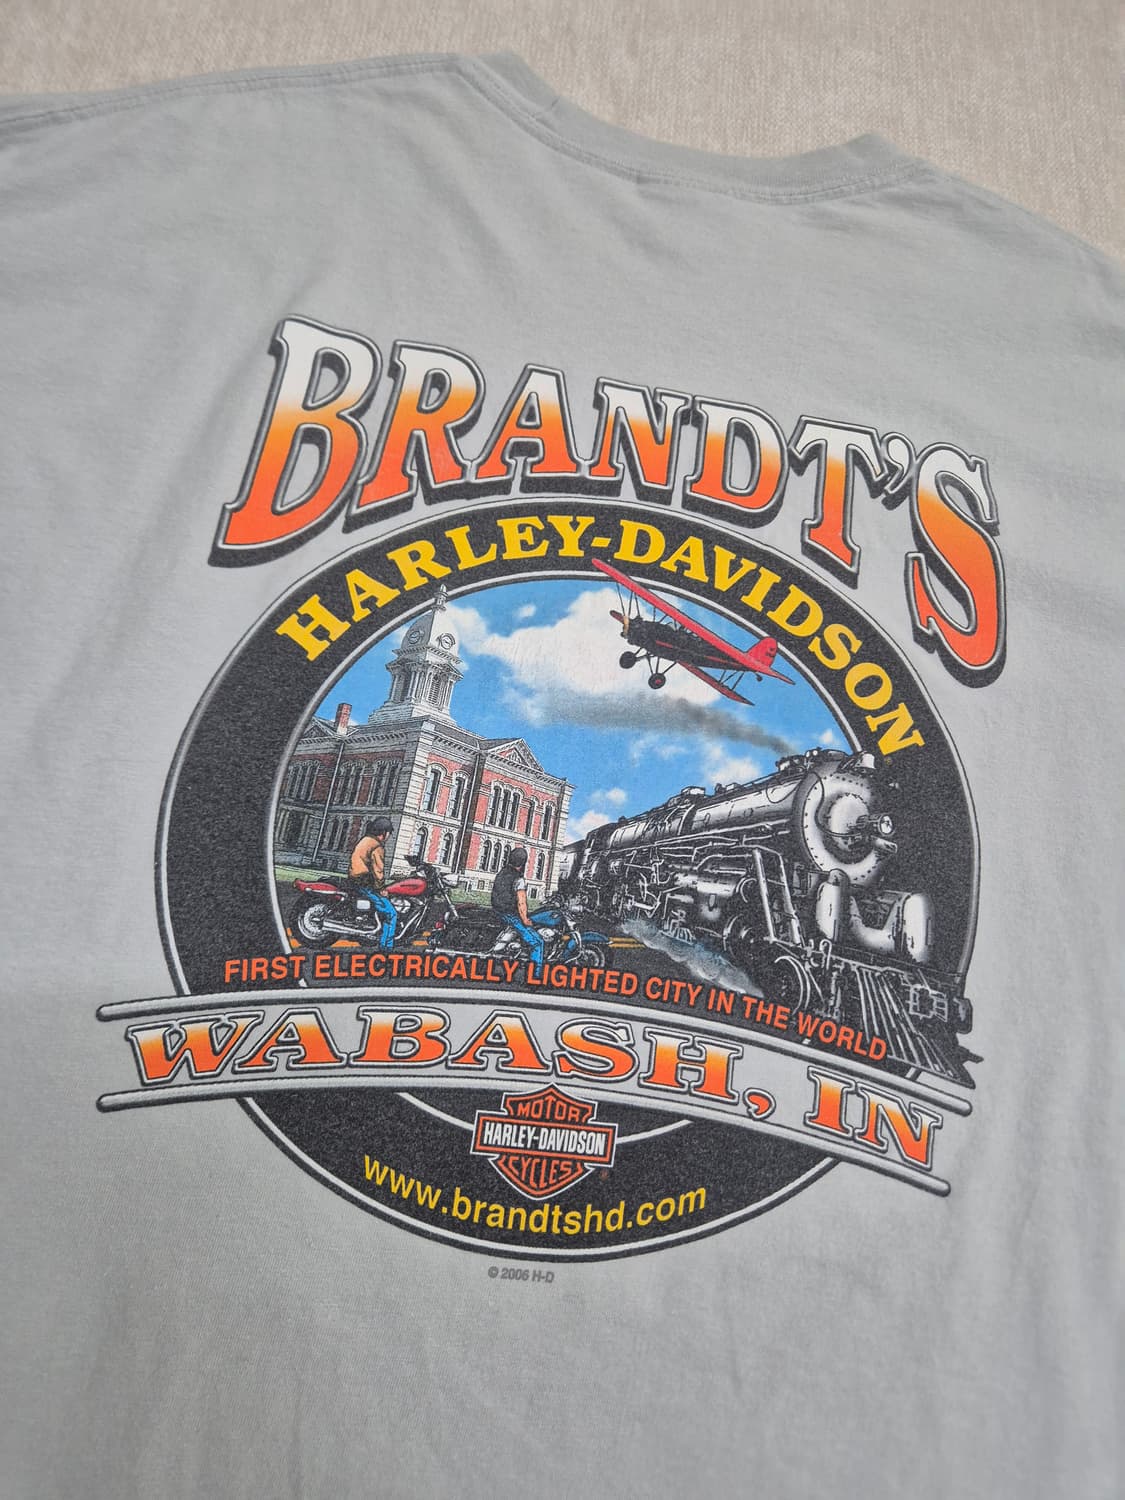 BRANDT'S
HARLEY-DAVIDSON
FIRST ELECTRICALLY LIGHTED CITY IN THE WORLD
WABASH, IN
MOTOR
HARLEY-DAVIDSON
CYCLES
www.brandtshd.com
© 2006 H-D